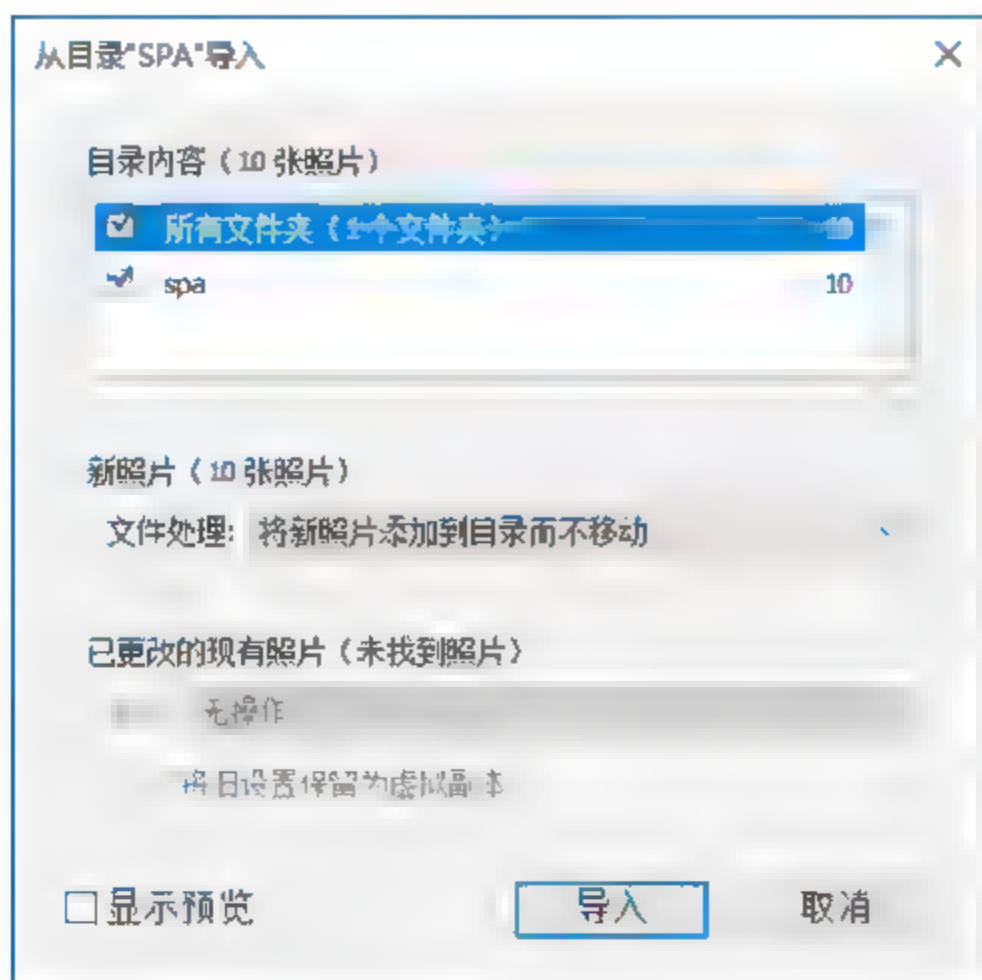 从目录"SPA"导入
目录内容（10 张照片）
所有文件夹（1个文件夹） 10
spa 10
新照片（10 张照片）
文件处理: 将新照片添加到目录而不移动
已更改的现有照片（未找到照片）
无操作
将旧设置保留为虚拟副本
显示预览 导入 取消